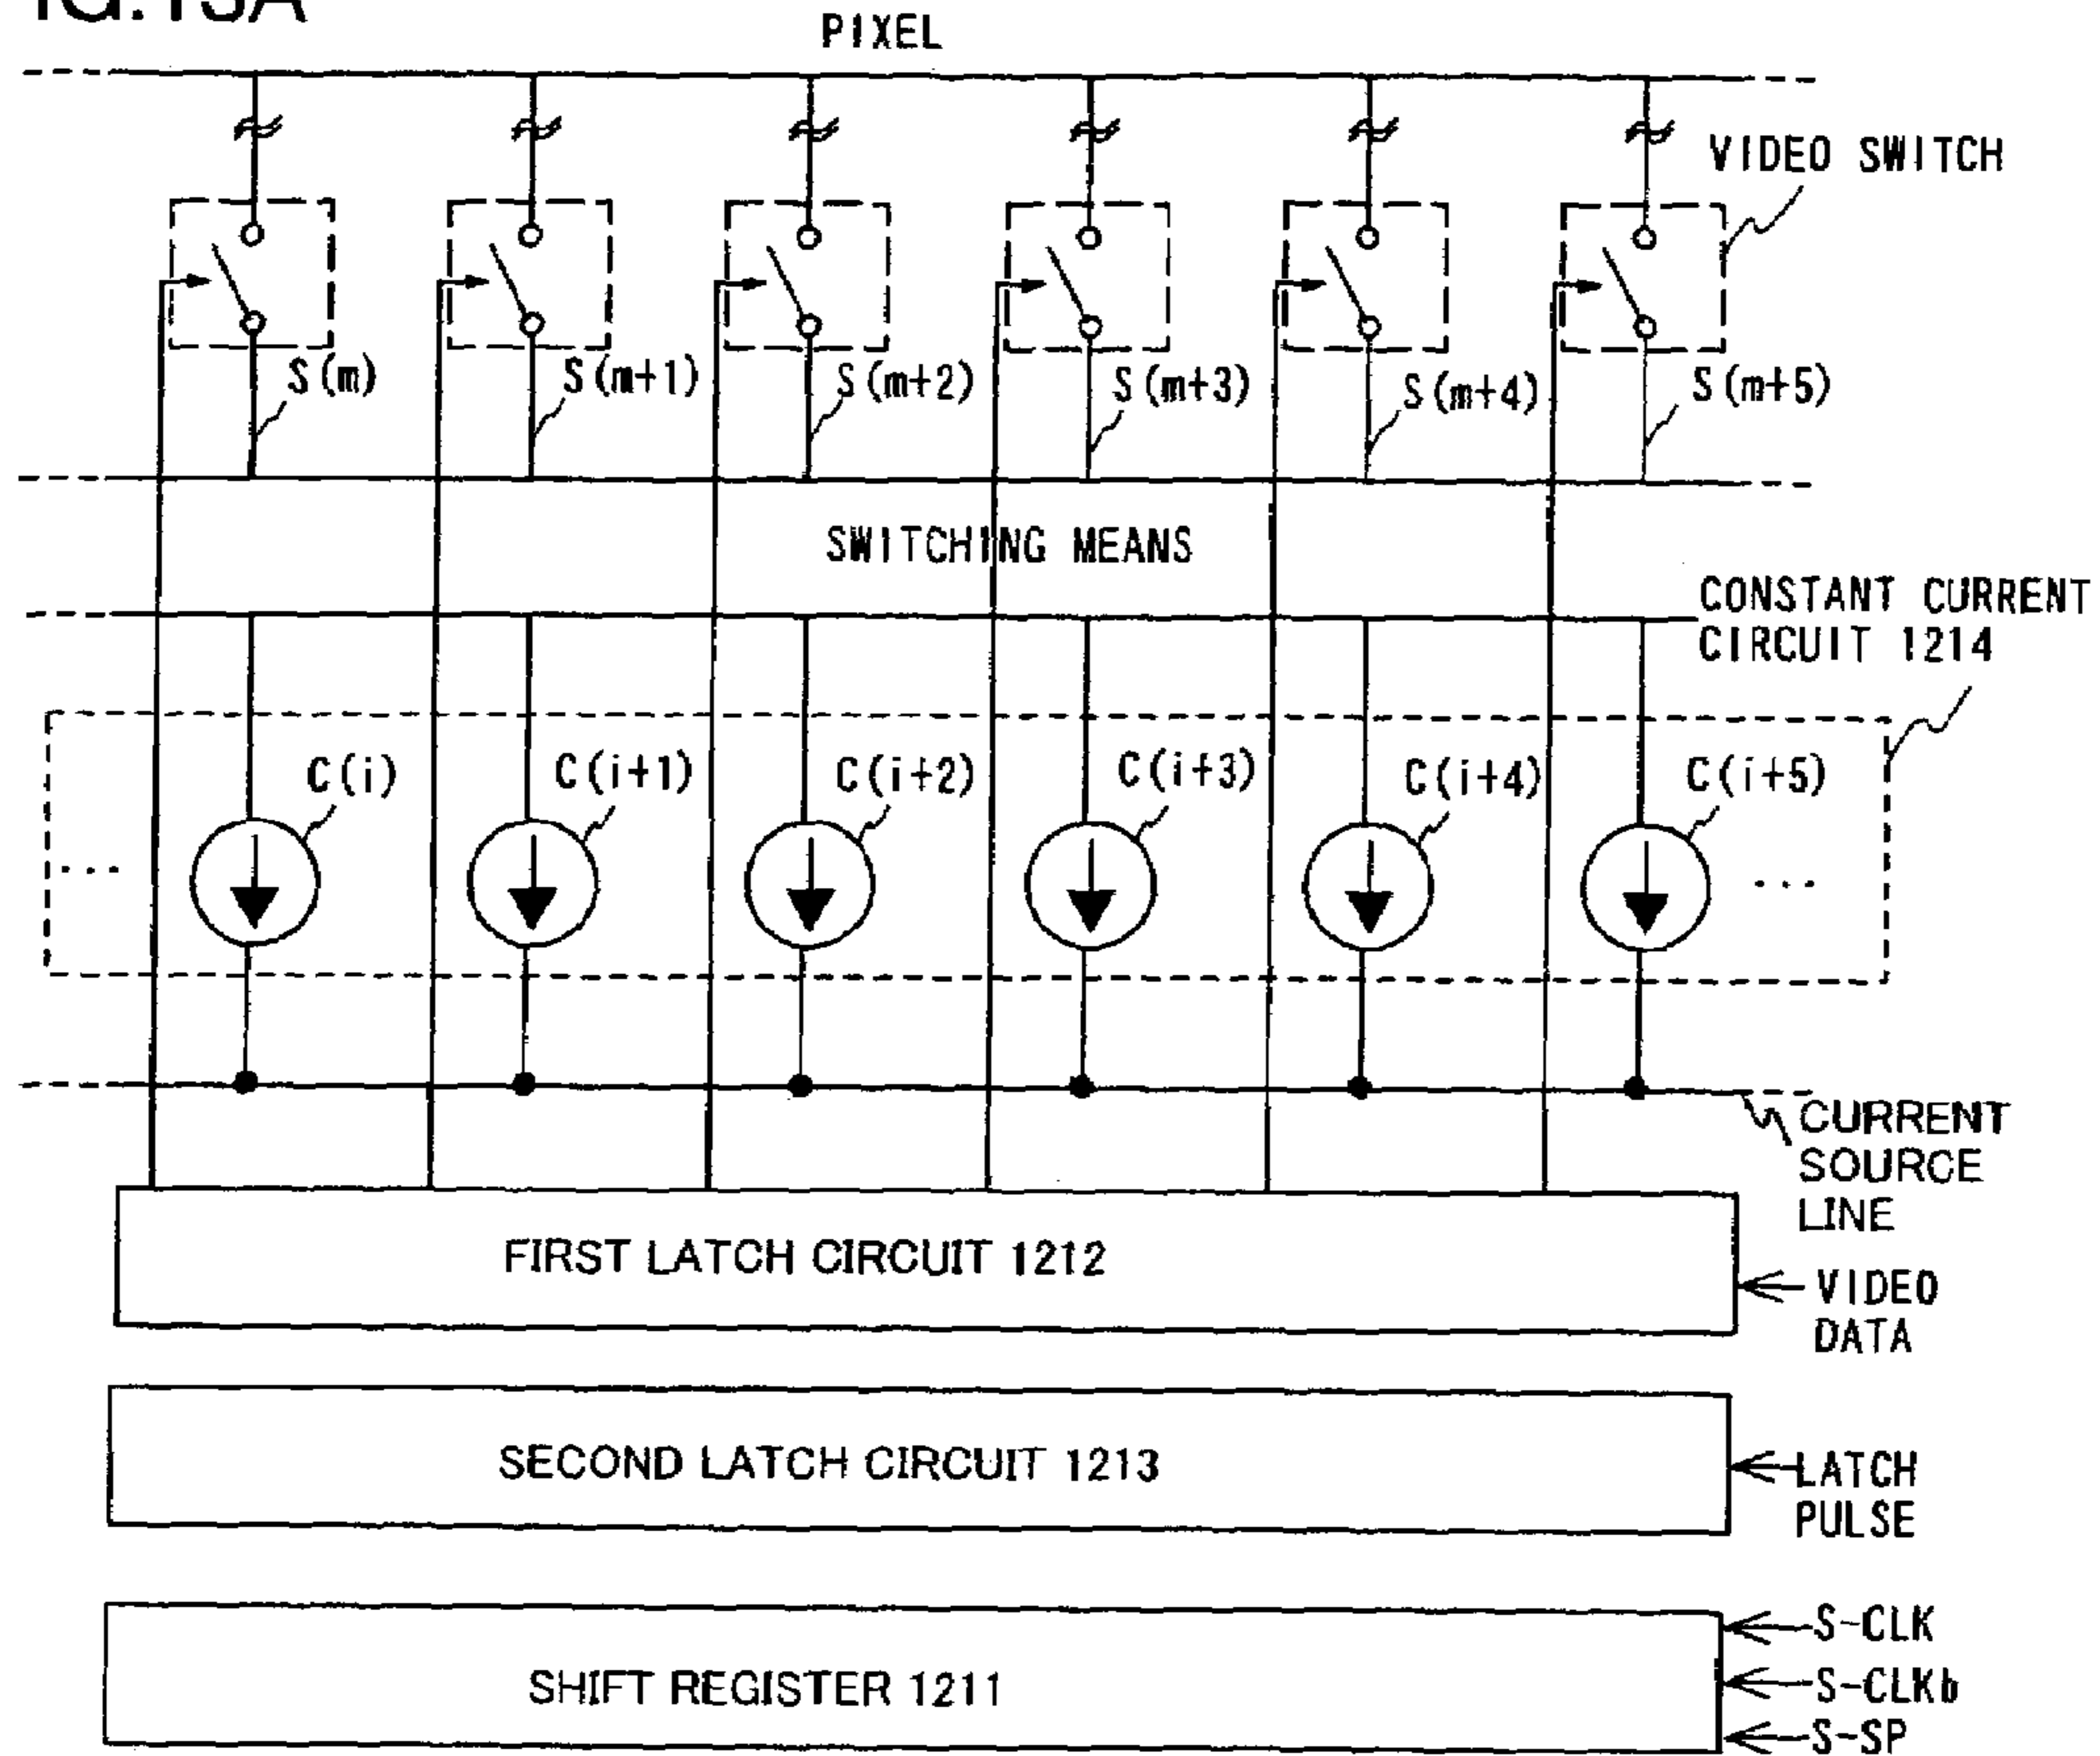 IG.13A
PIXEL
VIDEO SWITCH
S(m) S(m+1) S(m+2) S(m+3) S(m+4) S(m+5)
SWITCHING MEANS
CONSTANT CURRENT
CIRCUIT 1214
C(i) C(i+1) C(i+2) C(i+3) C(i+4) C(i+5)
... ...
CURRENT
SOURCE
LINE
FIRST LATCH CIRCUIT 1212
VIDEO
DATA
SECOND LATCH CIRCUIT 1213
LATCH
PULSE
SHIFT REGISTER 1211
S-CLK
S-CLKb
S-SP